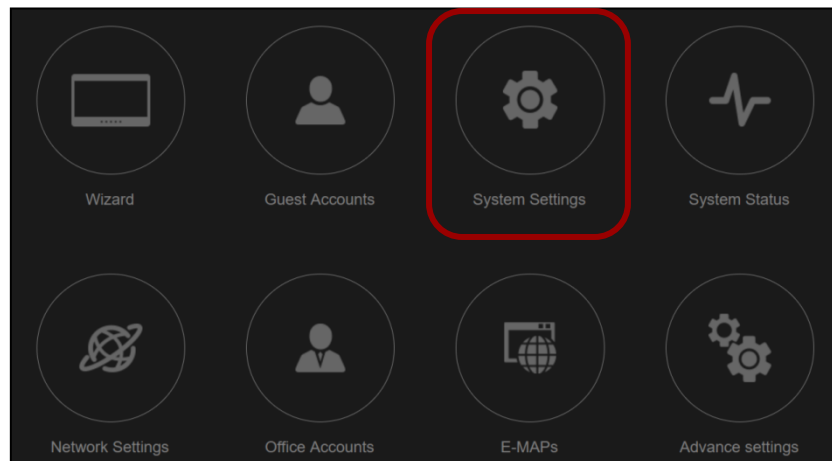 Wizard
Guest Accounts
System Settings
System Status
Network Settings
Office Accounts
E-MAPs
Advance settings